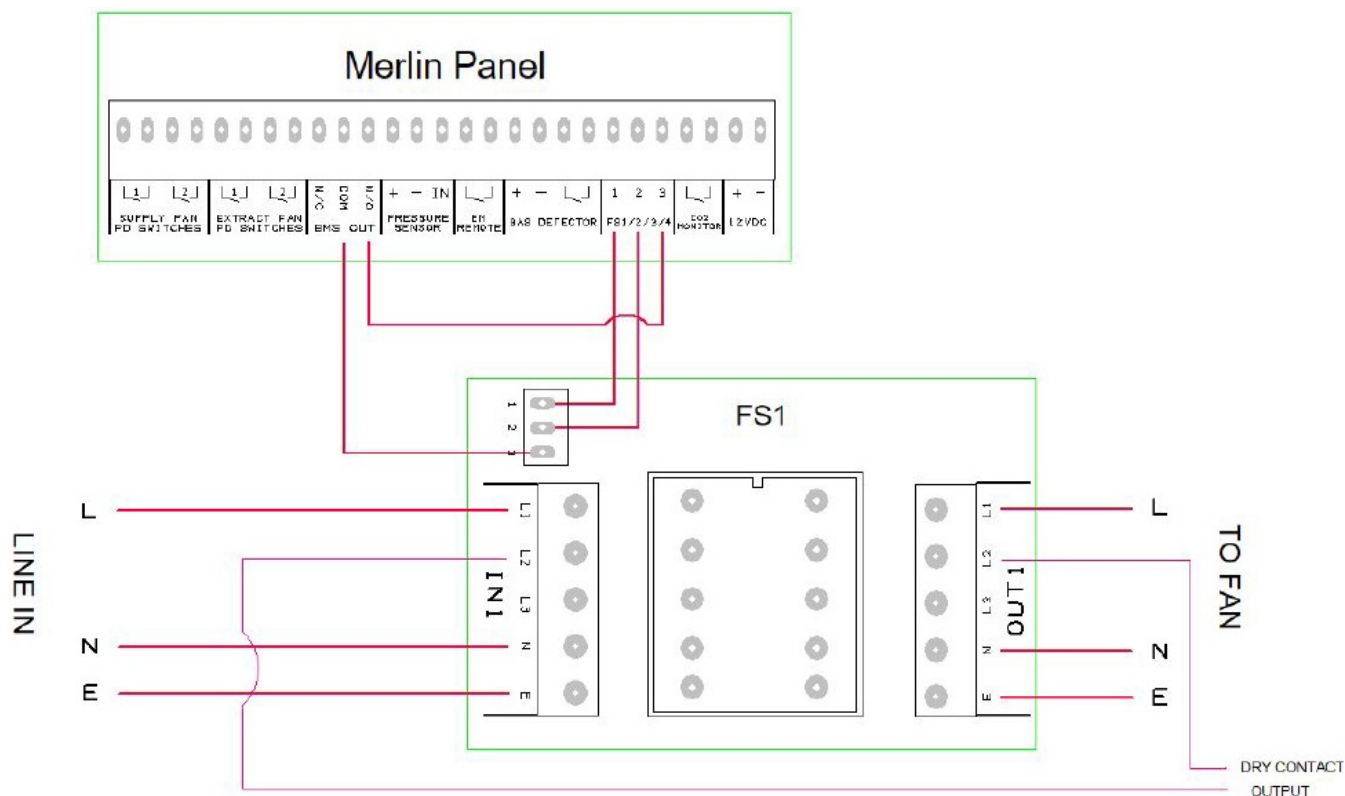 Merlin Panel
1 2 1 2 N/C COM N/O + - IN + - 1 2 3 + -
SUPPLY FAN EXTRACT FAN PRESSURE EM GAS DETECTOR FS1/2/3/4 CO2 12VDC
PD SWITCHES PD SWITCHES BMS OUT SENSOR REMOTE MONITOR
FS1
1
2
3
LINE IN
L
N
E
IN1
L1
L2
L3
N
E
OUT1
L1
L2
L3
N
E
L
N
E
TO FAN
DRY CONTACT
OUTPUT